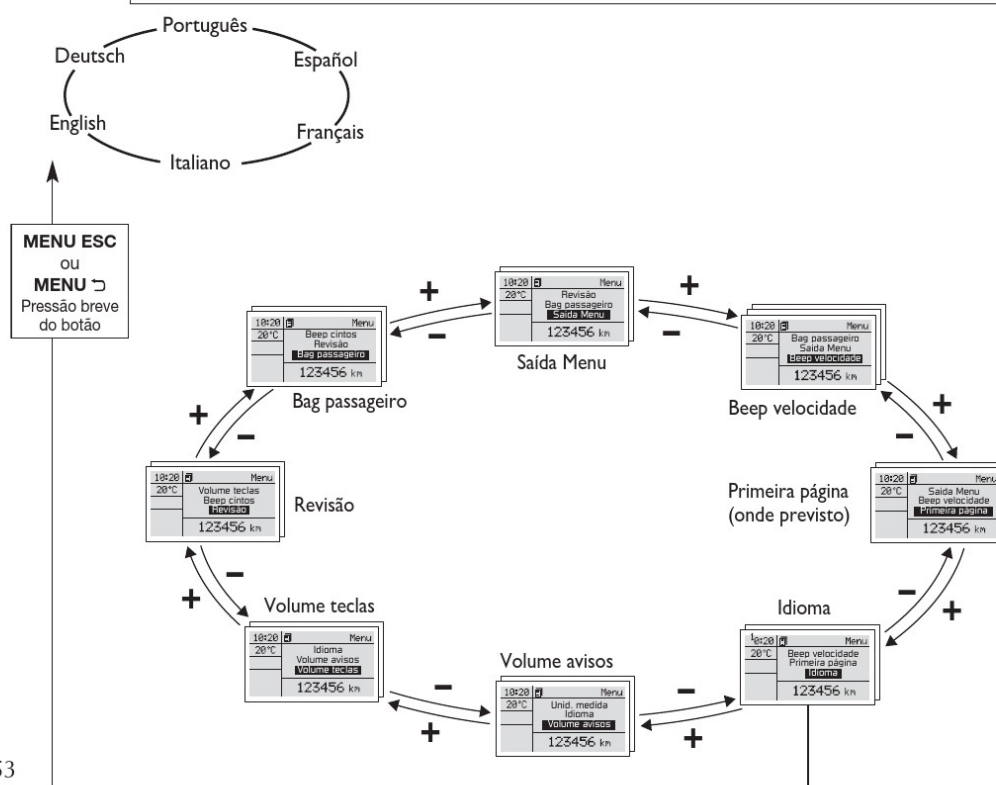 Português
Deutsch
Español
English
Français
Italiano
MENU ESC
ou
MENU
Pressão breve
do botão
10:20 Menu
20°C Revisão
Bag passageiro
Saída Menu
123456 km
Saída Menu
+
-
+
-
10:20 Menu
20°C Beep cintos
Revisão
Bag passageiro
123456 km
Bag passageiro
10:20 Menu
20°C Bag passageiro
Saída Menu
Beep velocidade
123456 km
Beep velocidade
+
-
+
-
10:20 Menu
20°C Volume teclas
Beep cintos
Revisão
123456 km
Revisão
Primeira página
(onde previsto)
10:20 Menu
20°C Saída Menu
Beep velocidade
Primeira página
123456 km
-
+
-
+
Volume teclas
10:20 Menu
20°C Idioma
Volume avisos
Volume teclas
123456 km
Idioma
10:20 Menu
20°C Beep velocidade
Primeira página
Idioma
123456 km
Volume avisos
10:20 Menu
20°C Unid. medida
Idioma
Volume avisos
123456 km
-
+
-
+
53